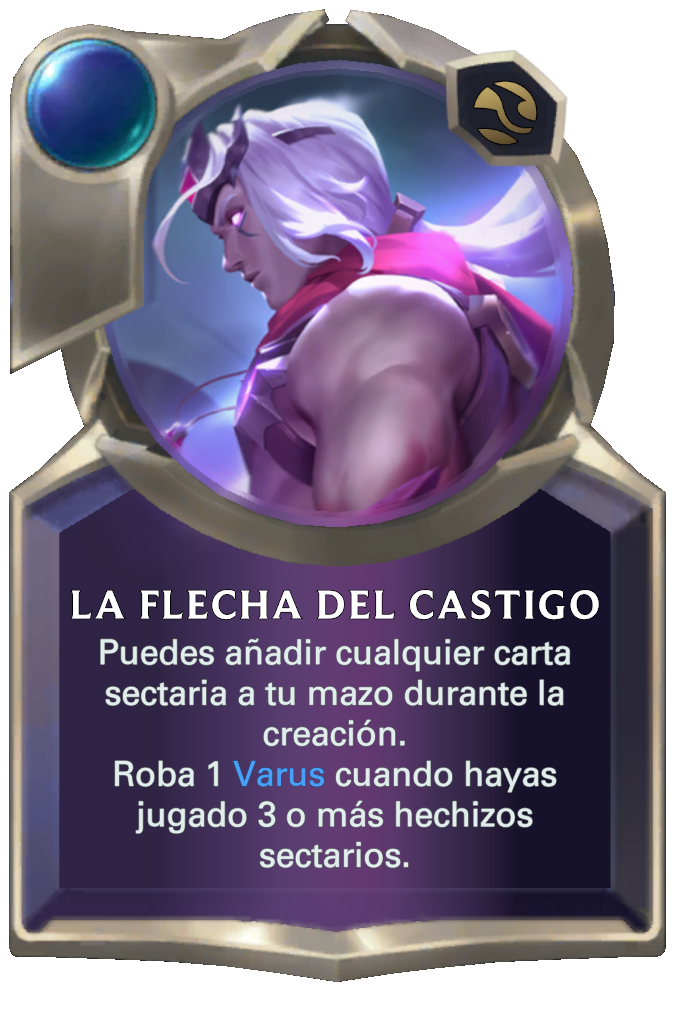 LA FLECHA DEL CASTIGO
Puedes añadir cualquier carta
sectaria a tu mazo durante la
creación.
Roba 1 Varus cuando hayas
jugado 3 o más hechizos
sectarios.